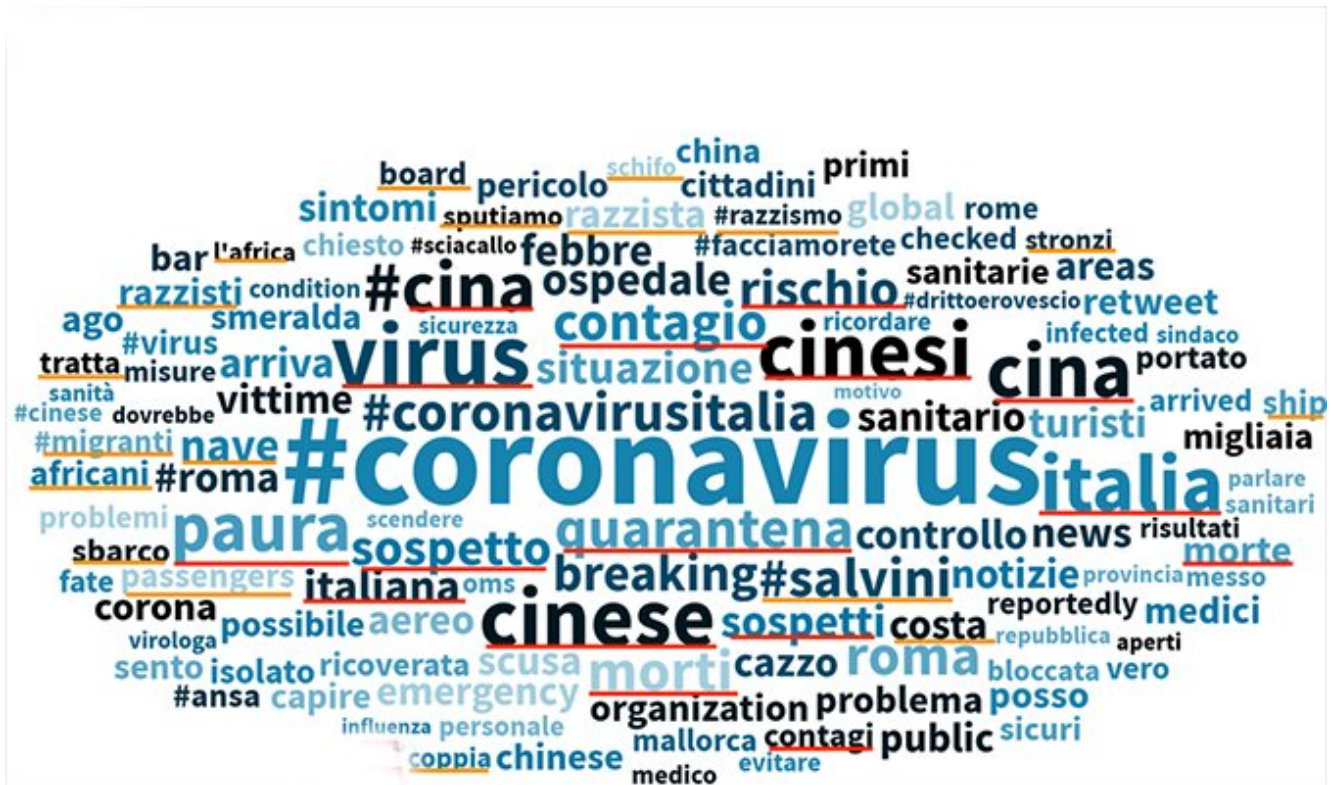 china
board pericolo schifo cittadini primi
sintomi sputiamo razzista #razzismo global rome
bar l'africa chiesto #sciacallo febbre #facciamorete checked stronzi
razzisti condition #cina ospedale rischio sanitarie areas
#drittoerovescio retweet
ago smeralda sicurezza contagio ricordare infected sindaco
#virus arriva virus situazione cinesi cina portato
tratta misure
sanità vittime motivo
#cinese dovrebbe #coronavirusitalia sanitario turisti arrived ship
#migranti nave migliaia
africani #roma #coronavirus italia parlare
sanitari
problemi paura scendere quarantena controllo news risultati
sbarco sospetto morte
fate passengers italiana oms breaking #salvini notizie provincia messo
corona cinese reportedly medici
virologa possibile aereo sospetti costa repubblica aperti
sento isolato ricoverata scusa morti cazzo roma bloccata vero
#ansa capire emergency organization problema posso
influenza personale mallorca contagi public sicuri
coppia chinese evitare
medico